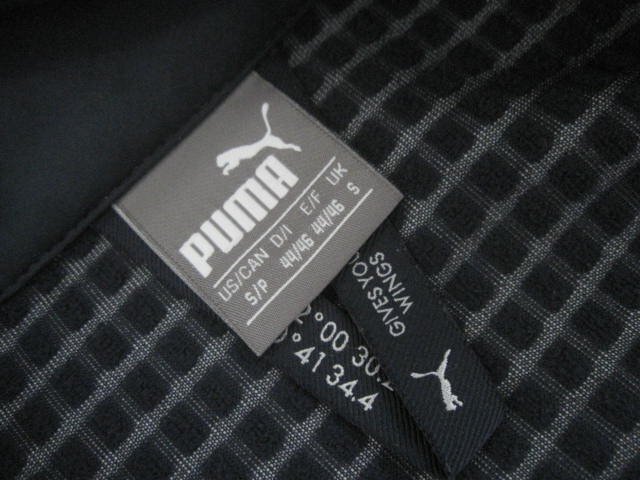 PUMA
US/CAN D/I E/F UK
S/P 44/46 44/46 S
GIVES YOU
WINGS
°00 30.
° 41 34.4